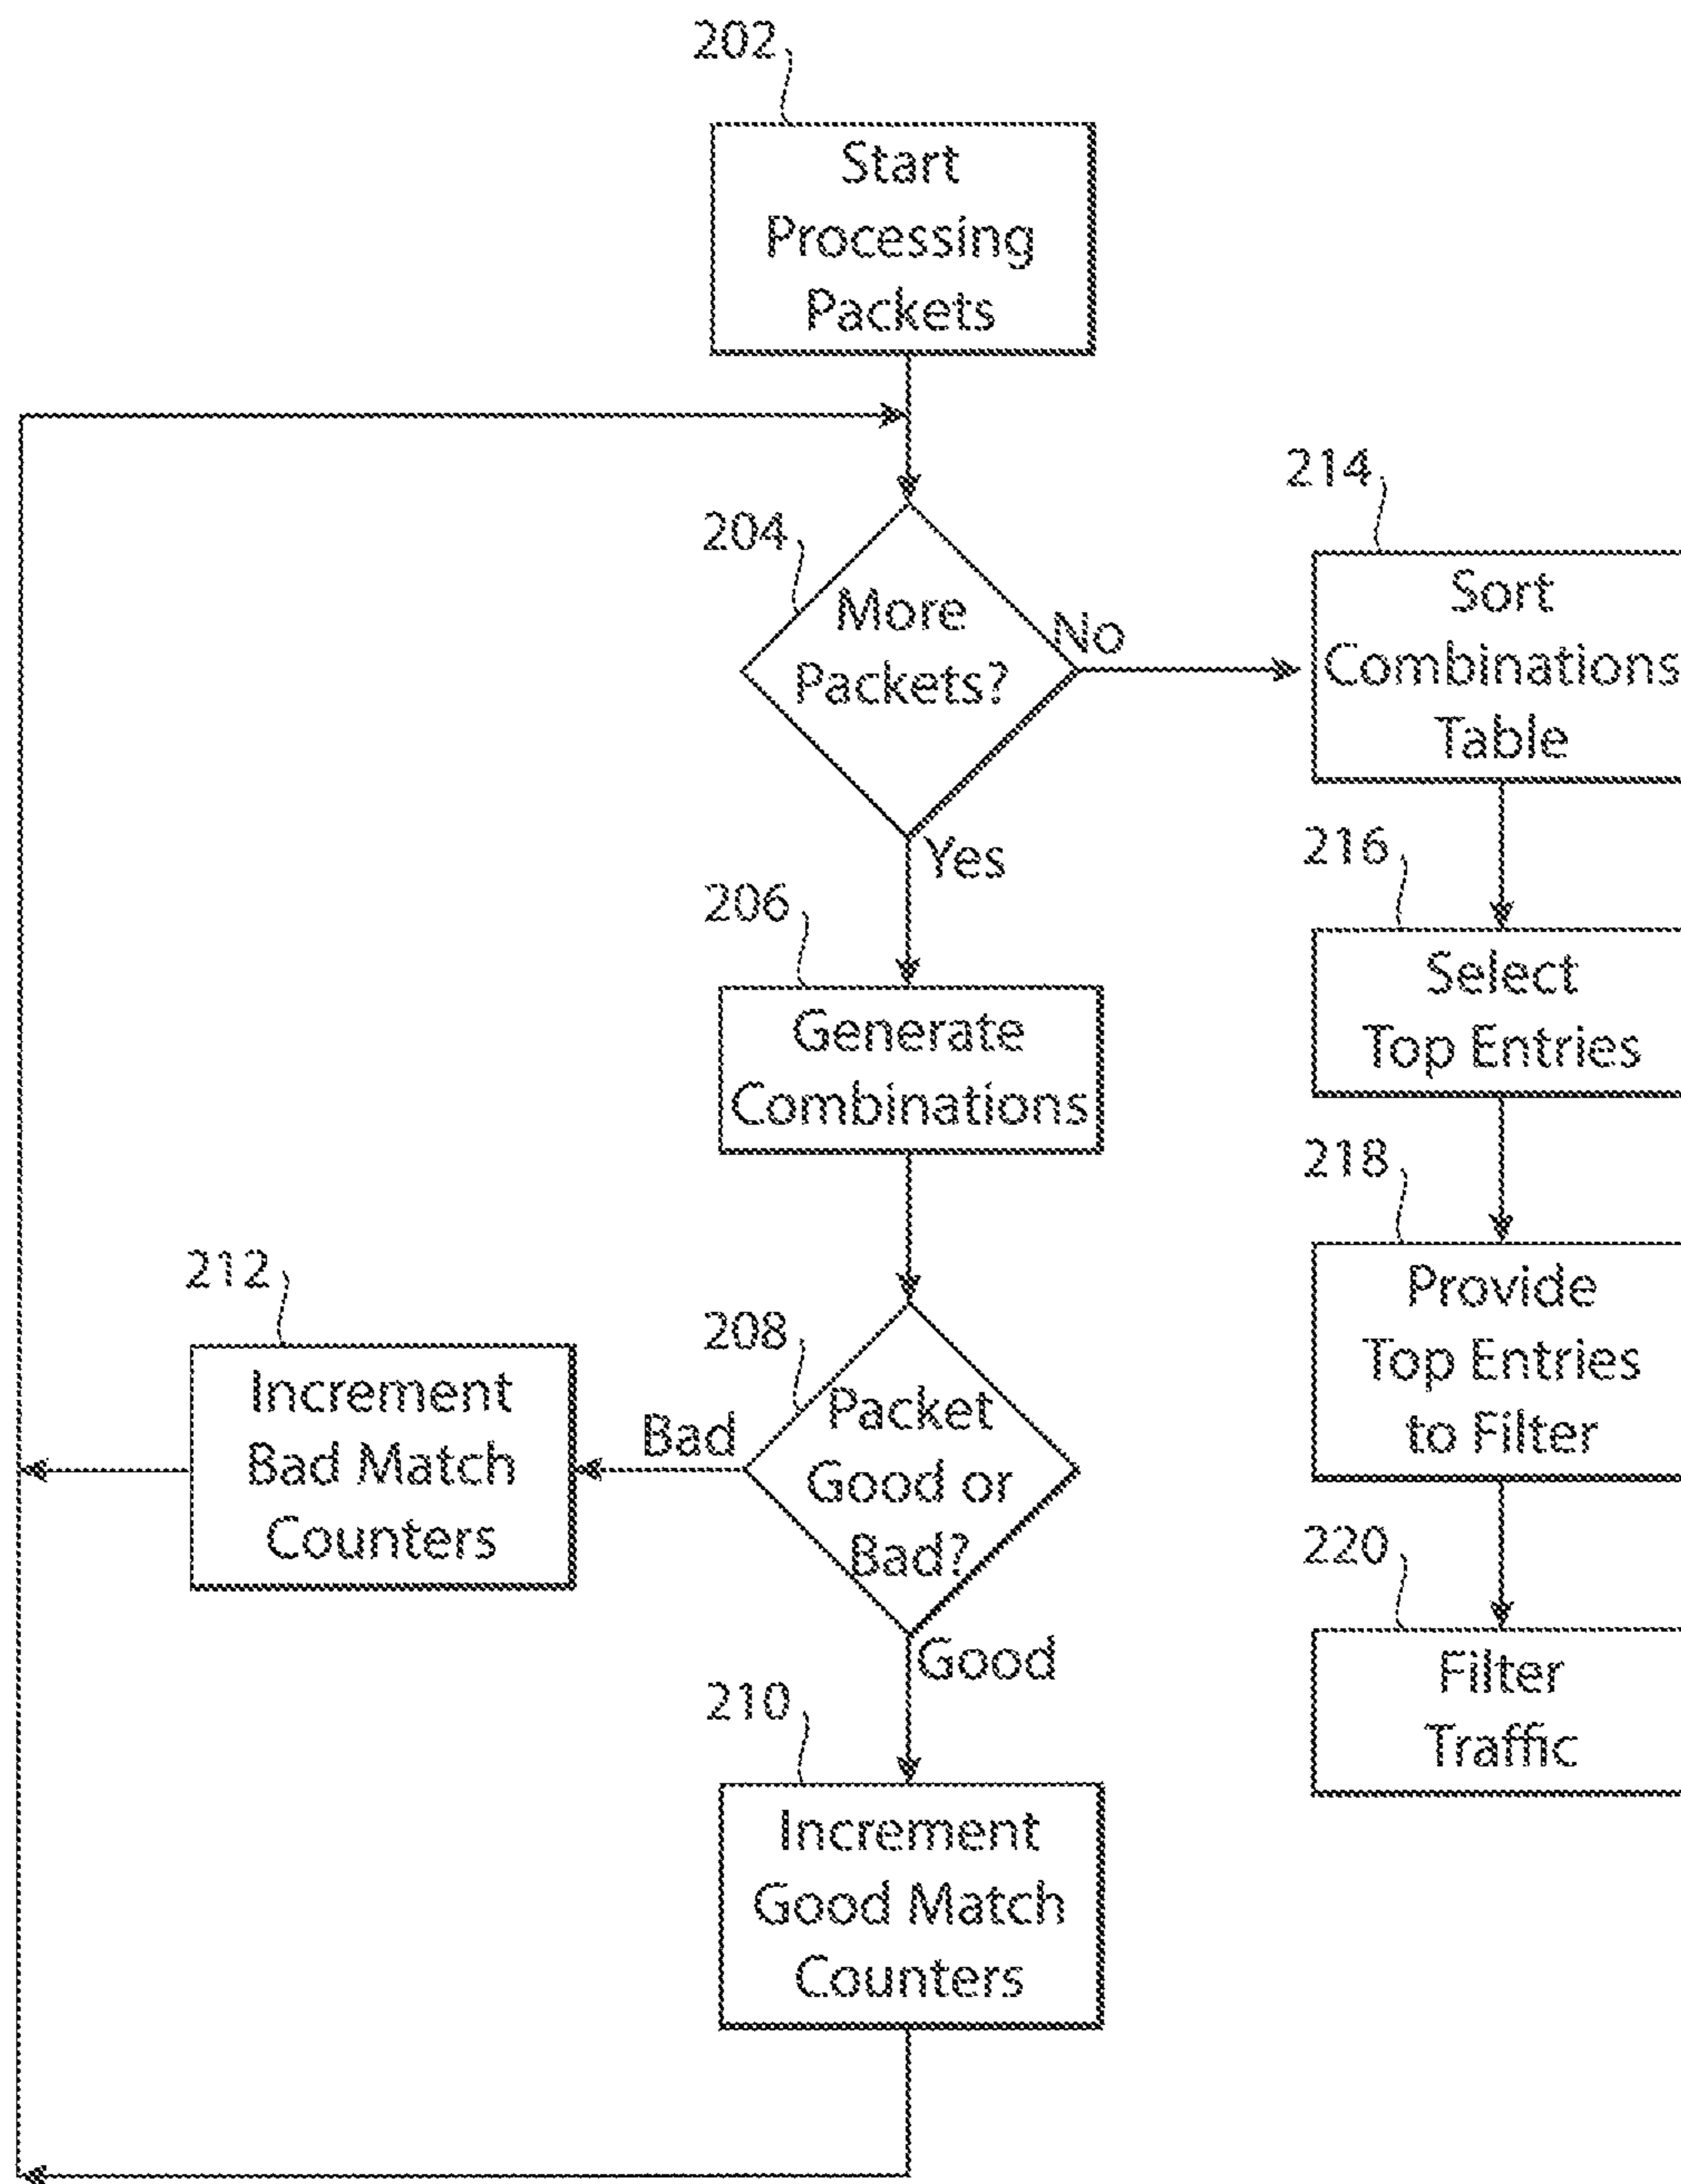 202
Start
Processing
Packets
204
More
Packets?
No
Yes
206
Generate
Combinations
208
Packet
Good or
Bad?
Bad
Good
212
Increment
Bad Match
Counters
210
Increment
Good Match
Counters
214
Sort
Combinations
Table
216
Select
Top Entries
218
Provide
Top Entries
to Filter
220
Filter
Traffic